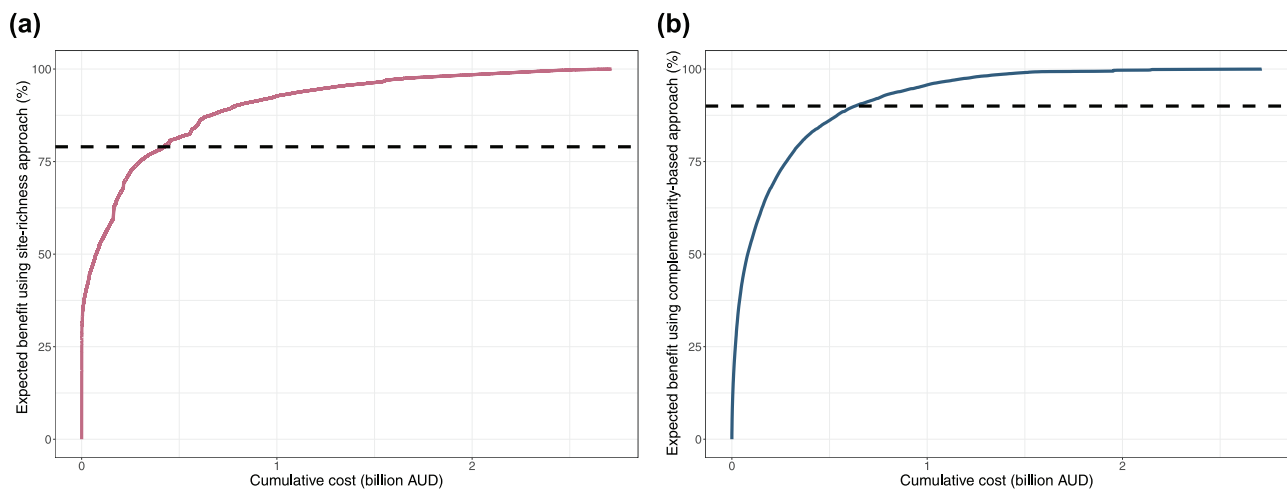 (a)
Expected benefit using site-richness approach (%)
100
75
50
25
0
0 1 2
Cumulative cost (billion AUD)
(b)
Expected benefit using complementarity-based approach (%)
100
75
50
25
0
0 1 2
Cumulative cost (billion AUD)